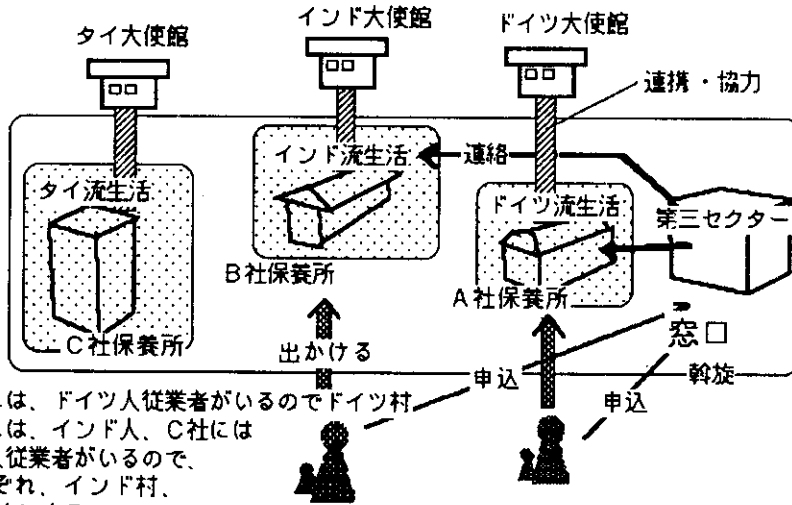 タイ大使館
インド大使館
ドイツ大使館
連携・協力
インド流生活
連絡
タイ流生活
ドイツ流生活
第三セクター
B社保養所
A社保養所
C社保養所
窓口
出かける
申込
斡旋
申込
は、ドイツ人従業者がいるのでドイツ村
は、インド人、C社には
従業者がいるので、
ぞれ、インド村、